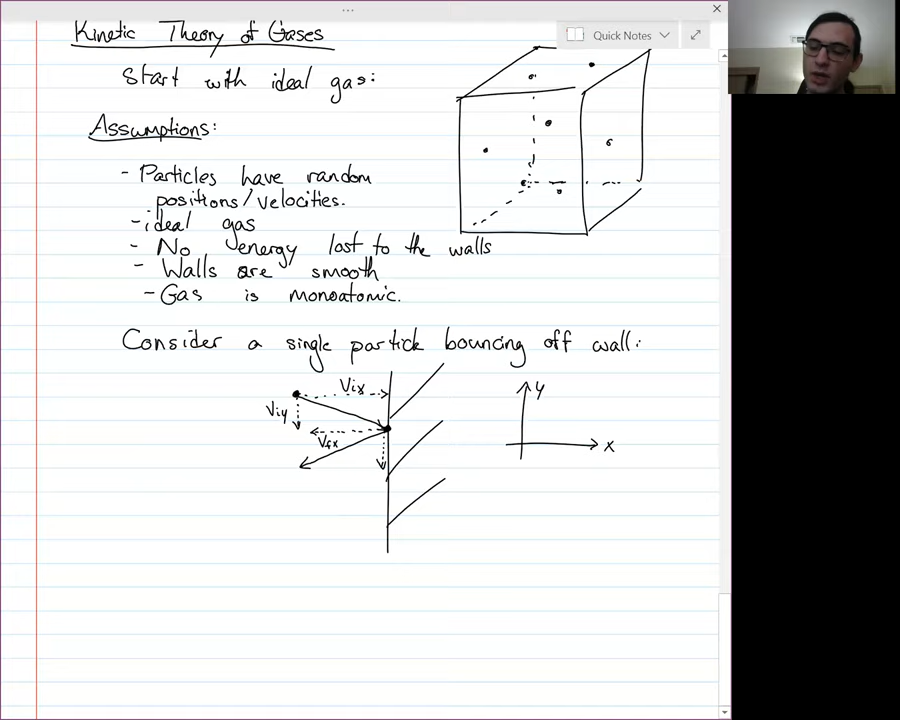 Kinetic Theory of Gases
Quick Notes
Start with ideal gas:
Assumptions:
- Particles have random
positions/velocities.
- ideal gas
- No energy lost to the walls
- Walls are smooth
- Gas is monoatomic.
Consider a single particle bouncing off wall:
Vix
Viy
Vfx
y
x